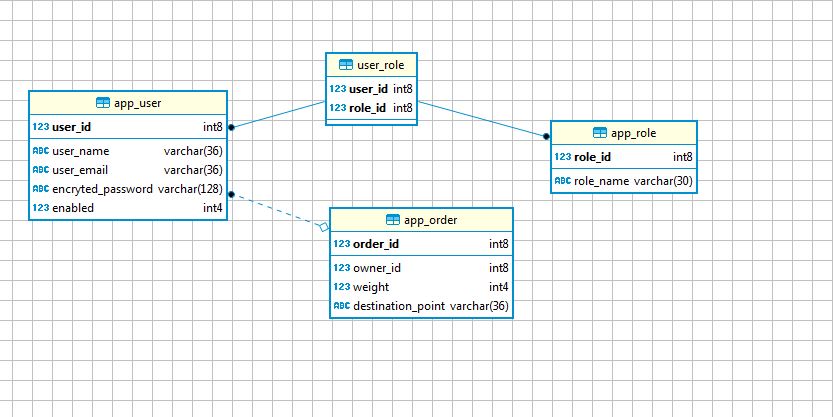 user_role
123 user_id int8
123 role_id int8
app_user
123 user_id int8
ABC user_name varchar(36)
ABC user_email varchar(36)
ABC encryted_password varchar(128)
123 enabled int4
app_role
123 role_id int8
ABC role_name varchar(30)
app_order
123 order_id int8
123 owner_id int8
123 weight int4
ABC destination_point varchar(36)